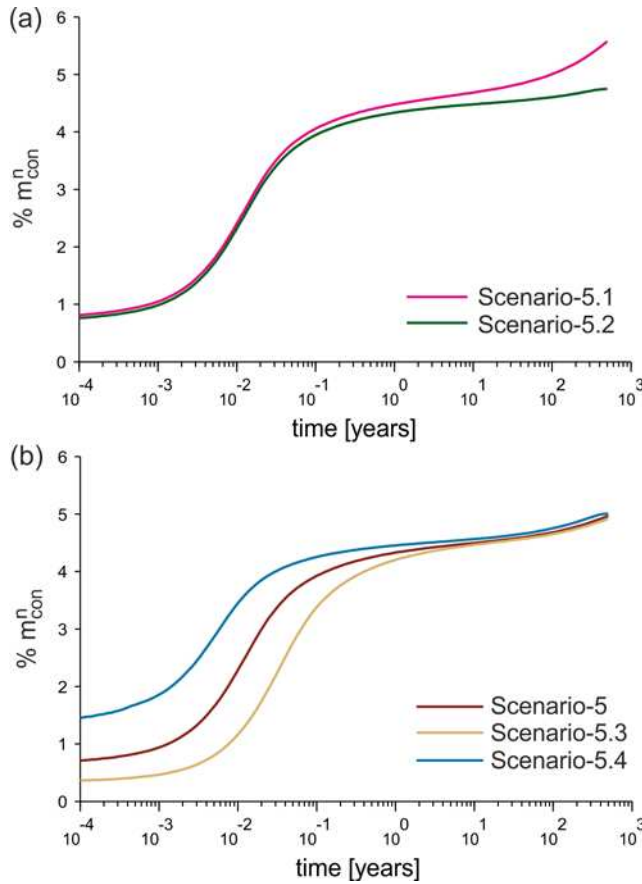 (a)
6
5
4
3
2
1
0
% m^n_con
Scenario-5.1
Scenario-5.2
10^-4 10^-3 10^-2 10^-1 10^0 10^1 10^2 10^3
time [years]
(b)
6
5
4
3
2
1
0
% m^n_con
Scenario-5
Scenario-5.3
Scenario-5.4
10^-4 10^-3 10^-2 10^-1 10^0 10^1 10^2 10^3
time [years]